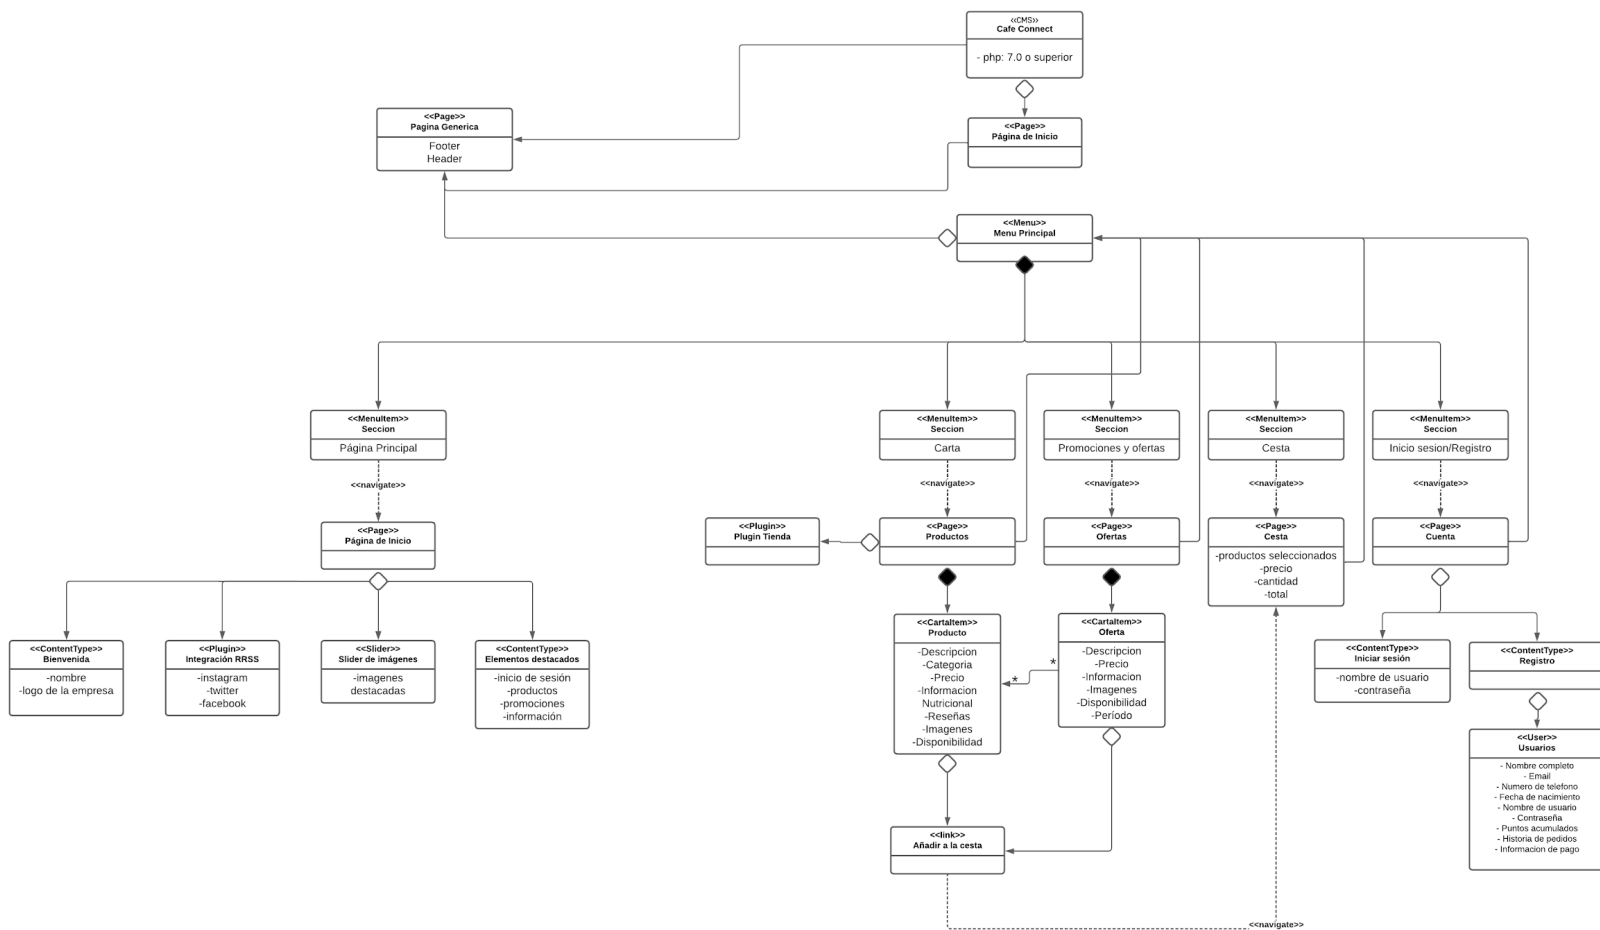 «CMS»
Cafe Connect
- php: 7.0 o superior
<<Page>>
Pagina Generica
Footer
Header
<<Page>>
Página de Inicio
<<Menu>>
Menu Principal
<<MenuItem>>
Seccion
Página Principal
<<MenuItem>>
Seccion
Carta
<<MenuItem>>
Seccion
Promociones y ofertas
<<MenuItem>>
Seccion
Cesta
<<MenuItem>>
Seccion
Inicio sesion/Registro
<<navigate>>
<<navigate>>
<<navigate>>
<<navigate>>
<<navigate>>
<<Page>>
Página de Inicio
<<Plugin>>
Plugin Tienda
<<Page>>
Productos
<<Page>>
Ofertas
<<Page>>
Cesta
-productos seleccionados
-precio
-cantidad
-total
<<Page>>
Cuenta
<<ContentType>>
Bienvenida
-nombre
-logo de la empresa
<<Plugin>>
Integración RRSS
-instagram
-twitter
-facebook
<<Slider>>
Slider de imágenes
-imagenes
destacadas
<<ContentType>>
Elementos destacados
-inicio de sesión
-productos
-promociones
-información
<<CartaItem>>
Producto
-Descripcion
-Categoria
-Precio
-Informacion
Nutricional
-Reseñas
-Imagenes
-Disponibilidad
*
*
<<CartaItem>>
Oferta
-Descripcion
-Precio
-Informacion
-Imagenes
-Disponibilidad
-Período
<<ContentType>>
Iniciar sesión
-nombre de usuario
-contraseña
<<ContentType>>
Registro
<<User>>
Usuarios
- Nombre completo
- Email
- Numero de telefono
- Fecha de nacimiento
- Nombre de usuario
- Contraseña
- Puntos acumulados
- Historia de pedidos
- Informacion de pago
<<link>>
Añadir a la cesta
<<navigate>>